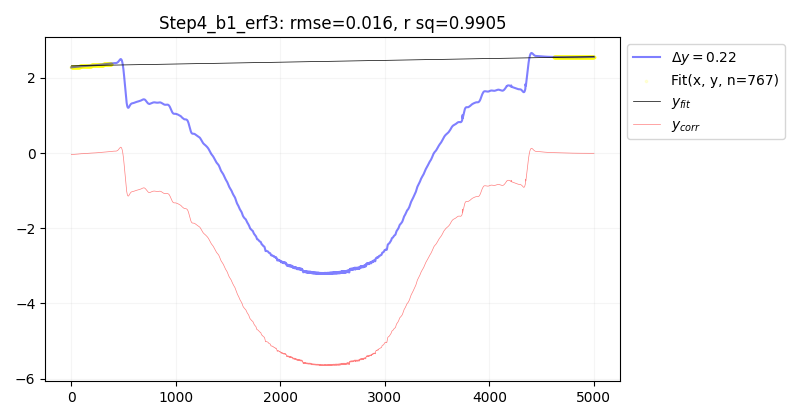 Step4_b1_erf3: rmse=0.016, r sq=0.9905
Δy = 0.22
Fit(x, y, n=767)
y_fit
y_corr
2
0
−2
−4
−6
0
1000
2000
3000
4000
5000